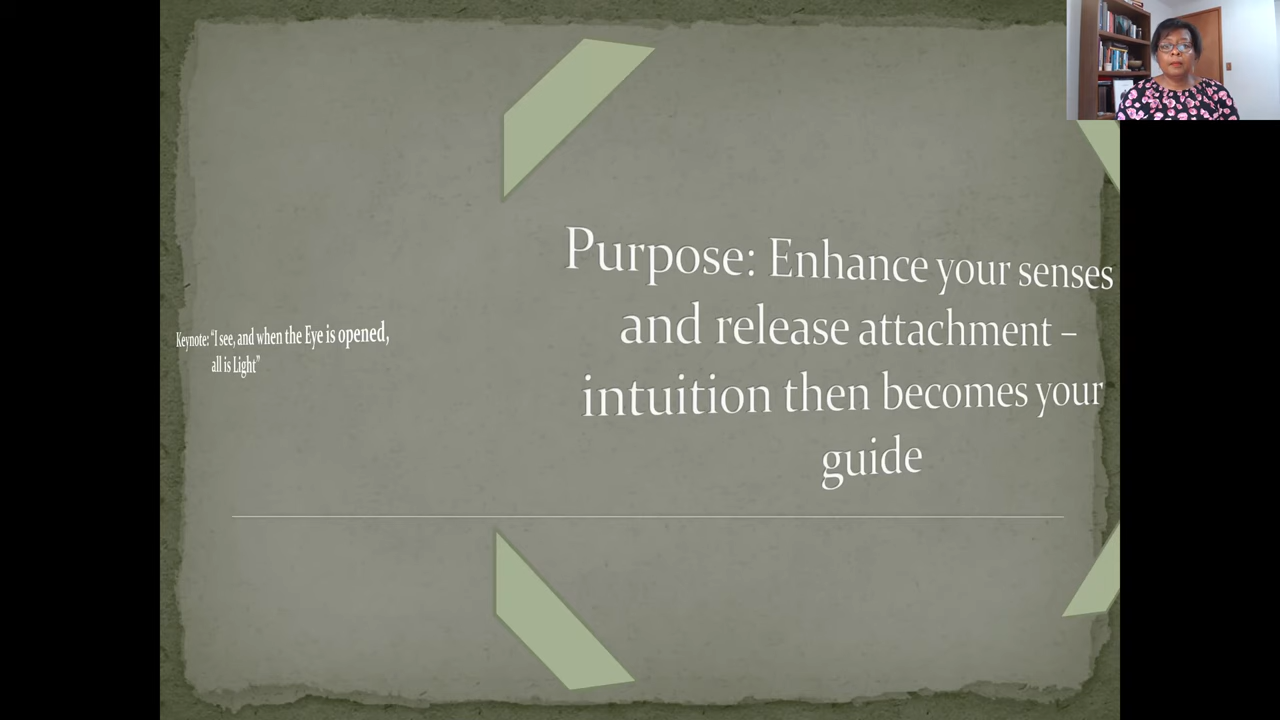 Keynote: “I see, and when the Eye is opened,
all is Light”
Purpose: Enhance your senses
and release attachment –
intuition then becomes your
guide